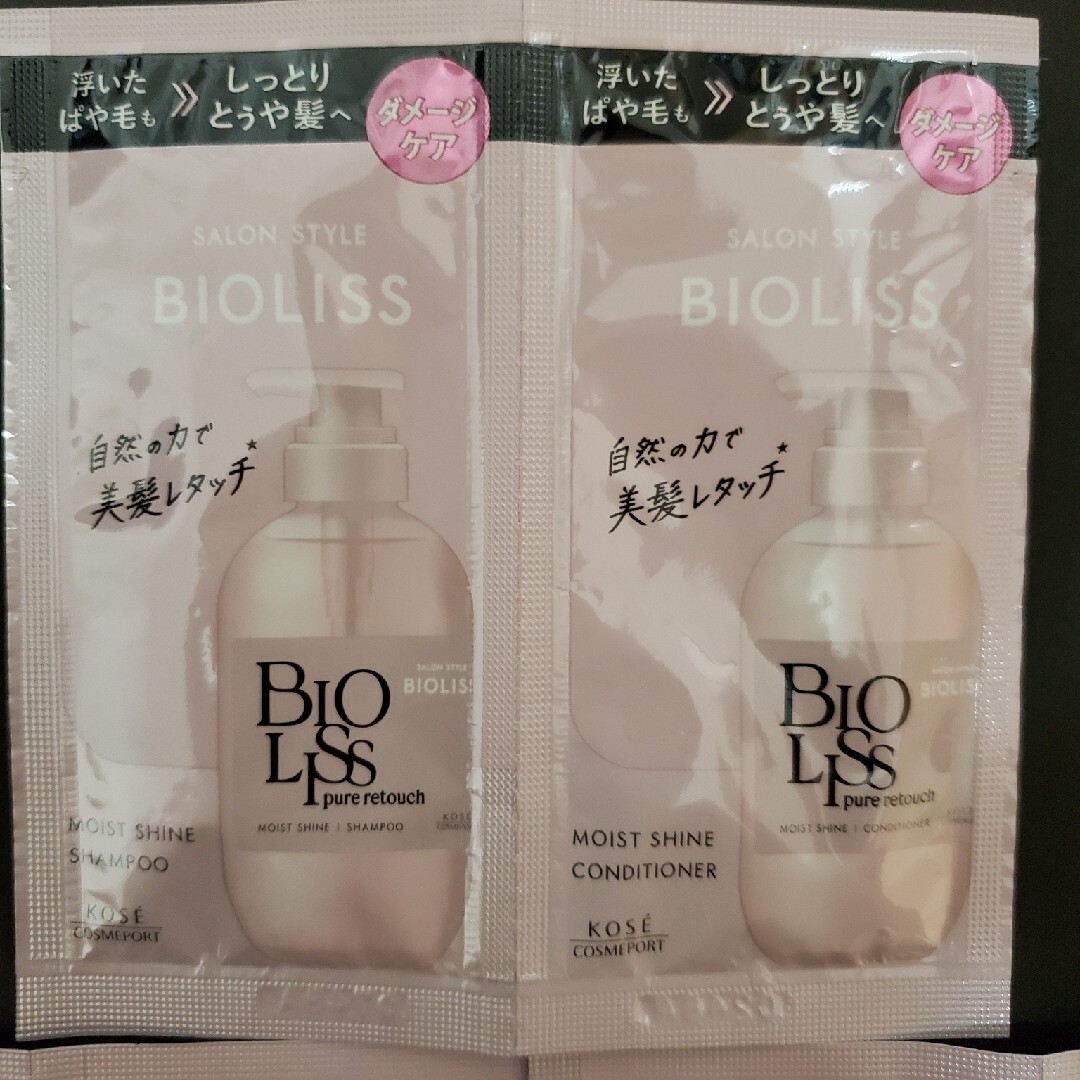 浮いた
ぱや毛も
»
しっとり
とぅや髪へ
ダメージ
ケア
SALON STYLE
BIOLISS
自然の力で
美髪レタッチ
SALON STYLE
BIOLISS
BIO
LISS
pure retouch
MOIST SHINE | SHAMPOO
KOSÉ
COSMEPORT
MOIST SHINE
SHAMPOO
KOSÉ
COSMEPORT
浮いた
ぱや毛も
»
しっとり
とぅや髪へ
ダメージ
ケア
SALON STYLE
BIOLISS
自然の力で
美髪レタッチ
SALON STYLE
BIOLIS
BIO
LISS
pure retouch
MOIST SHINE | CONDITIONER
KOSÉ
MOIST SHINE
CONDITIONER
KOSÉ
COSMEPORT